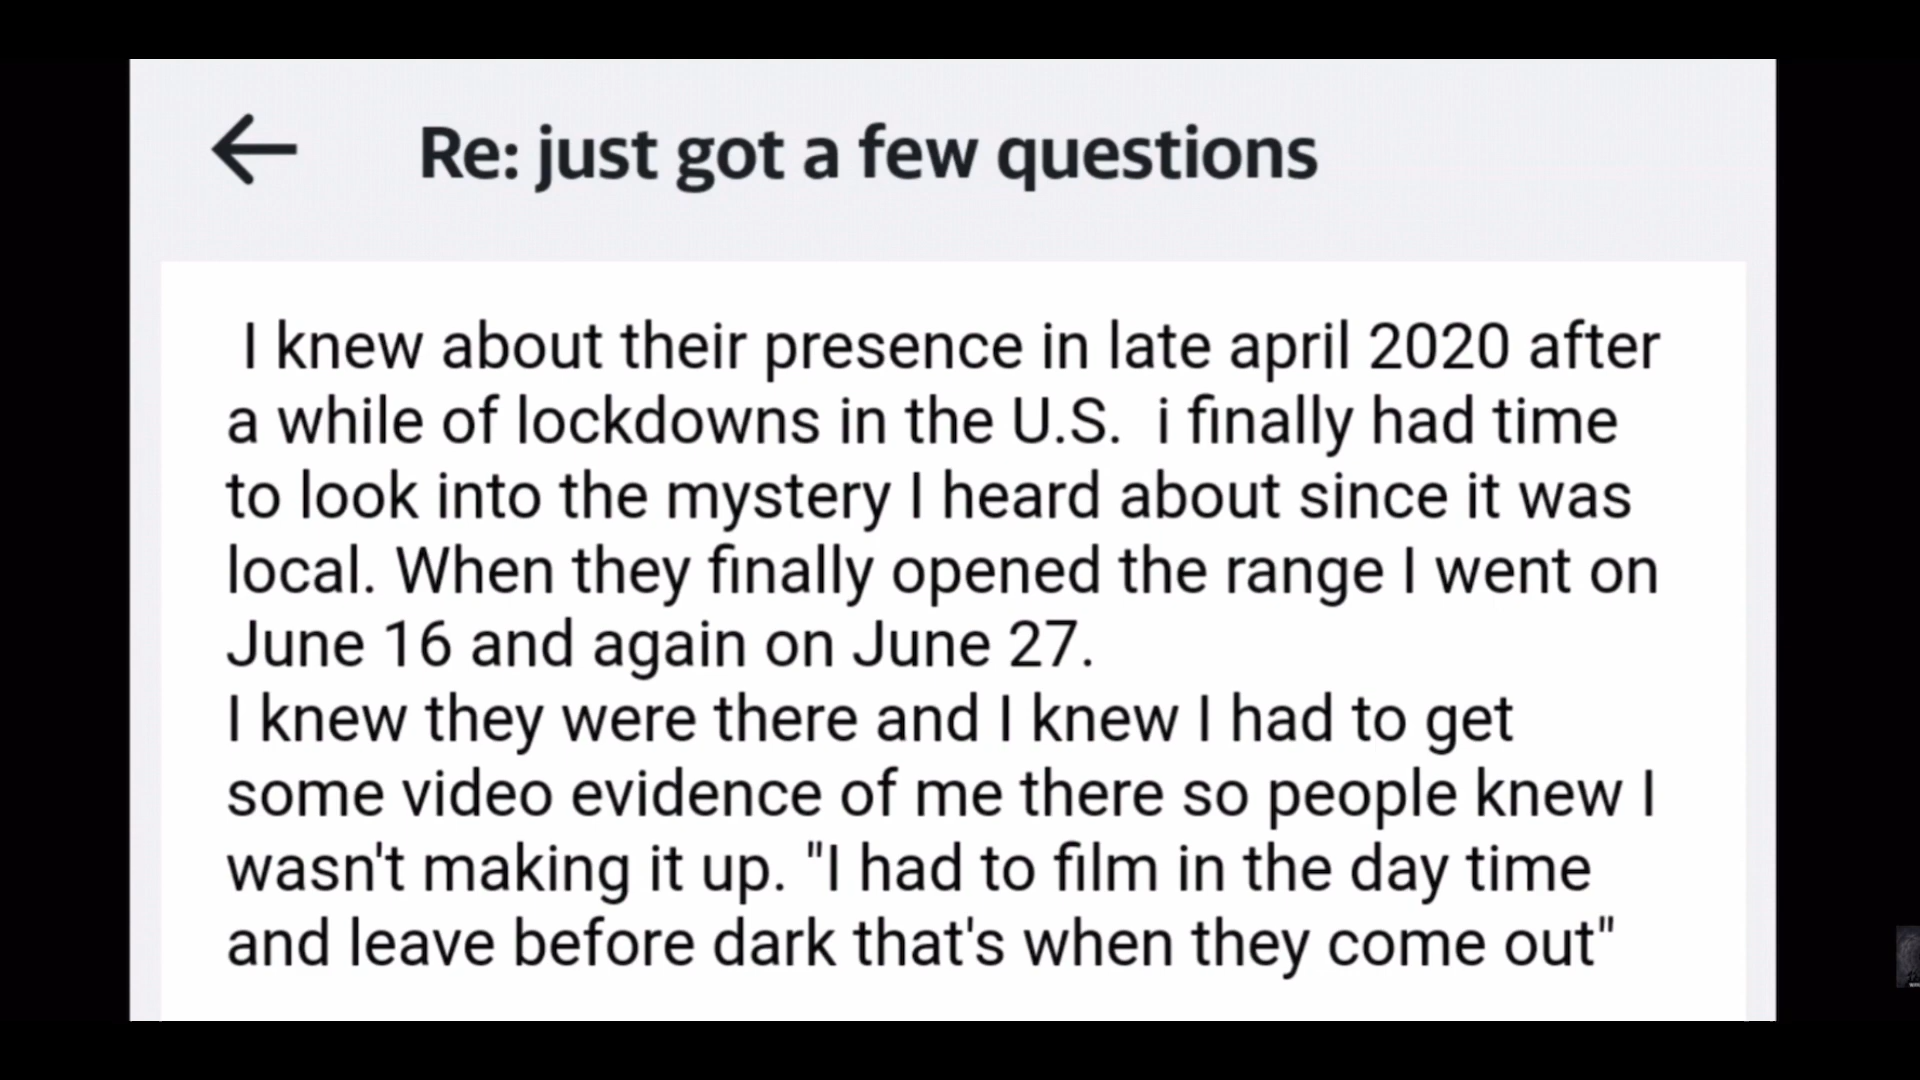 Re: just got a few questions
I knew about their presence in late april 2020 after
a while of lockdowns in the U.S.  i finally had time
to look into the mystery I heard about since it was
local. When they finally opened the range I went on
June 16 and again on June 27.
I knew they were there and I knew I had to get
some video evidence of me there so people knew I
wasn't making it up. "I had to film in the day time
and leave before dark that's when they come out"